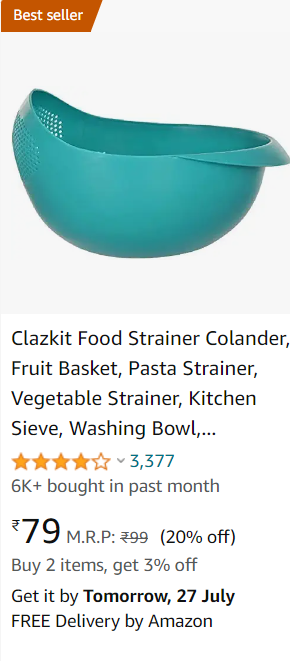 Best seller
Clazkit Food Strainer Colander,
Fruit Basket, Pasta Strainer,
Vegetable Strainer, Kitchen
Sieve, Washing Bowl,...
3,377
6K+ bought in past month
₹79 M.R.P: ₹99 (20% off)
Buy 2 items, get 3% off
Get it by Tomorrow, 27 July
FREE Delivery by Amazon